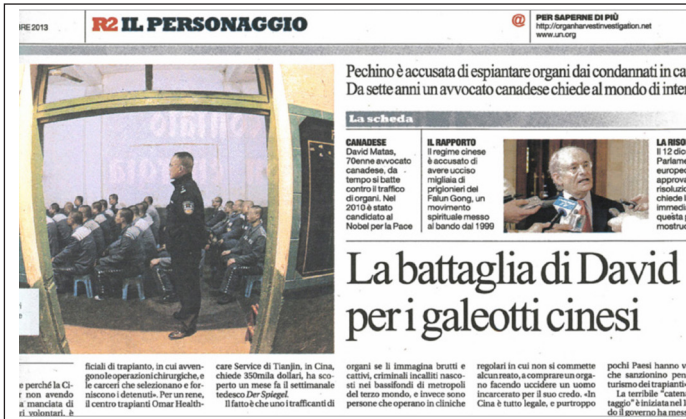 RE 2013
R2 IL PERSONAGGIO
@
PER SAPERNE DI PIÙ
http://organharvestinvestigation.net
www.un.org
Pechino è accusata di espiantare organi dai condannati in ca
Da sette anni un avvocato canadese chiede al mondo di inter
La scheda
CANADESE
David Matas,
70enne avvocato
canadese, da
tempo si batte
contro il traffico
di organi. Nel
2010 è stato
candidato al
Nobel per la Pace
IL RAPPORTO
Il regime cinese
è accusato di
avere ucciso
migliaia di
prigionieri del
Falun Gong, un
movimento
spirituale messo
al bando dal 1999
LA RISO
Il 12 dic
Parlame
europeo
approva
risoluzio
chiede l
immedia
questa p
mostruo
La battaglia di David
per i galeotti cinesi
e perché la Ci-
r non avendo
a manciata di
ri volontari, è
ficiali di trapianto, in cui avven-
gono le operazioni chirurgiche, e
le carceri che selezionano e for-
niscono i detenuti». Per un rene,
il centro trapianti Omar Health-
care Service di Tianjin, in Cina,
chiede 350mila dollari, ha sco-
perto un mese fa il settimanale
tedesco Der Spiegel.
Il fatto è che uno i trafficanti di
organi se li immagina brutti e
cattivi, criminali incalliti nasco-
sti nei bassifondi di metropoli
del terzo mondo, e invece sono
persone che operano in cliniche
regolari in cui non si commette
alcun reato, a comprare un orga-
no facendo uccidere un uomo
incarcerato per il suo credo. «In
Cina è tutto legale, e purtroppo
pochi Paesi hanno v
che sanzionino pen
turismo dei trapianti»
La terribile "caten
taggio" è iniziata nel 1
do il governo ha mes